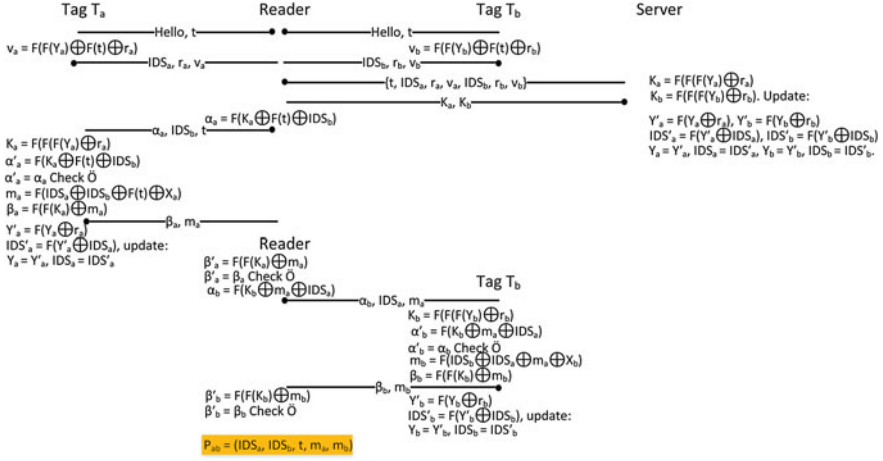 Tag Tₐ Reader Tag T_b Server
Hello, t Hello, t
vₐ = F(F(Yₐ)⨁F(t)⨁rₐ) v_b = F(F(Y_b)⨁F(t)⨁r_b)
IDSₐ, rₐ, vₐ IDS_b, r_b, v_b
{t, IDSₐ, rₐ, vₐ, IDS_b, r_b, v_b}
Kₐ = F(F(F(Yₐ)⨁rₐ)
Kₐ, K_b
K_b = F(F(F(Y_b)⨁r_b). Update:
αₐ = F(Kₐ⨁F(t)⨁IDS_b)
Y'ₐ = F(Yₐ⨁rₐ), Y'_b = F(Y_b⨁r_b)
αₐ, IDS_b, t
IDS'ₐ = F(Y'ₐ⨁IDSₐ), IDS'_b = F(Y'_b⨁IDS_b)
Yₐ = Y'ₐ, IDSₐ = IDS'ₐ, Y_b = Y'_b, IDS_b = IDS'_b.
Kₐ = F(F(F(Yₐ)⨁rₐ)
α'ₐ = F(Kₐ⨁F(t)⨁IDS_b)
α'ₐ = αₐ Check Ö
mₐ = F(IDSₐ⨁IDS_b⨁F(t)⨁Xₐ)
βₐ = F(F(Kₐ)⨁mₐ)
βₐ, mₐ
Y'ₐ = F(Yₐ⨁rₐ)
IDS'ₐ = F(Y'ₐ⨁IDSₐ), update:
Yₐ = Y'ₐ, IDSₐ = IDS'ₐ
Reader
β'ₐ = F(F(Kₐ)⨁mₐ)
β'ₐ = βₐ Check Ö
Tag T_b
α_b = F(K_b⨁mₐ⨁IDSₐ)
α_b, IDSₐ, mₐ
K_b = F(F(F(Y_b)⨁r_b)
α'_b = F(K_b⨁mₐ⨁IDSₐ)
α'_b = α_b Check Ö
m_b = F(IDS_b⨁IDSₐ⨁mₐ⨁X_b)
β_b = F(F(K_b)⨁m_b)
β_b, m_b
β'_b = F(F(K_b)⨁m_b)
β'_b = β_b Check Ö
Y'_b = F(Y_b⨁r_b)
IDS'_b = F(Y'_b⨁IDS_b), update:
Y_b = Y'_b, IDS_b = IDS'_b
Pₐ_b = (IDSₐ, IDS_b, t, mₐ, m_b)